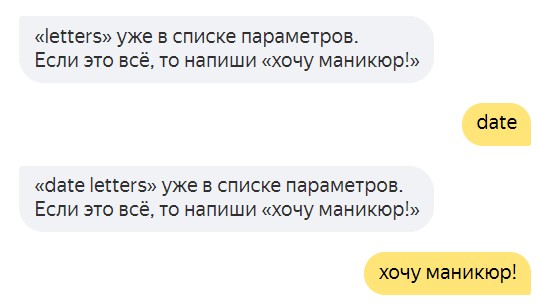 «letters» уже в списке параметров.
Если это всё, то напиши «хочу маникюр!»
date
«date letters» уже в списке параметров.
Если это всё, то напиши «хочу маникюр!»
хочу маникюр!